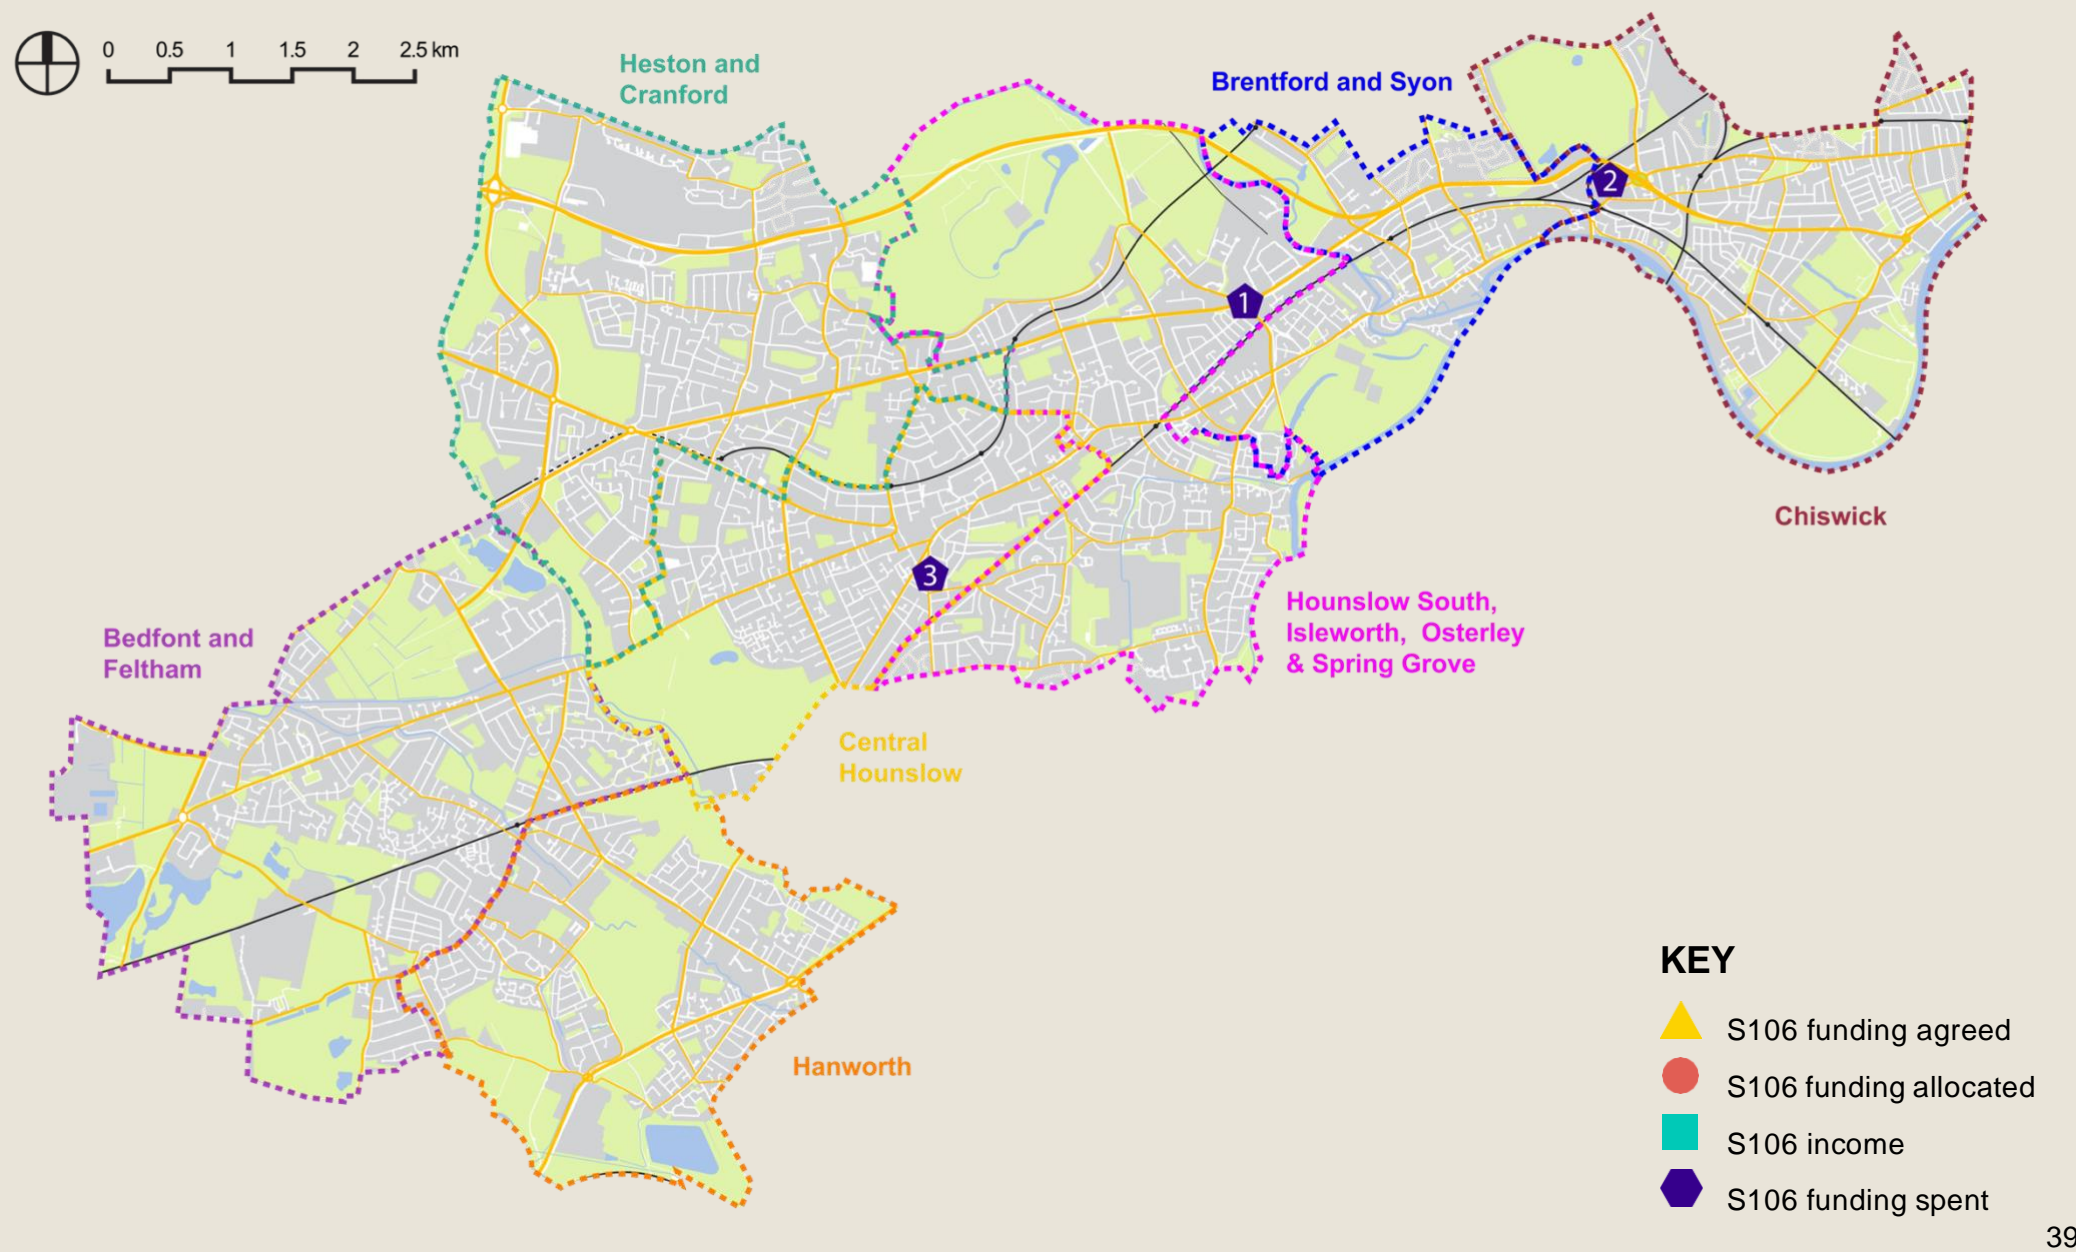 0 0.5 1 1.5 2 2.5 km
Heston and
Cranford
Brentford and Syon
2
1
Chiswick
3
Hounslow South,
Isleworth, Osterley
& Spring Grove
Bedfont and
Feltham
Central
Hounslow
Hanworth
KEY
S106 funding agreed
S106 funding allocated
S106 income
S106 funding spent
39